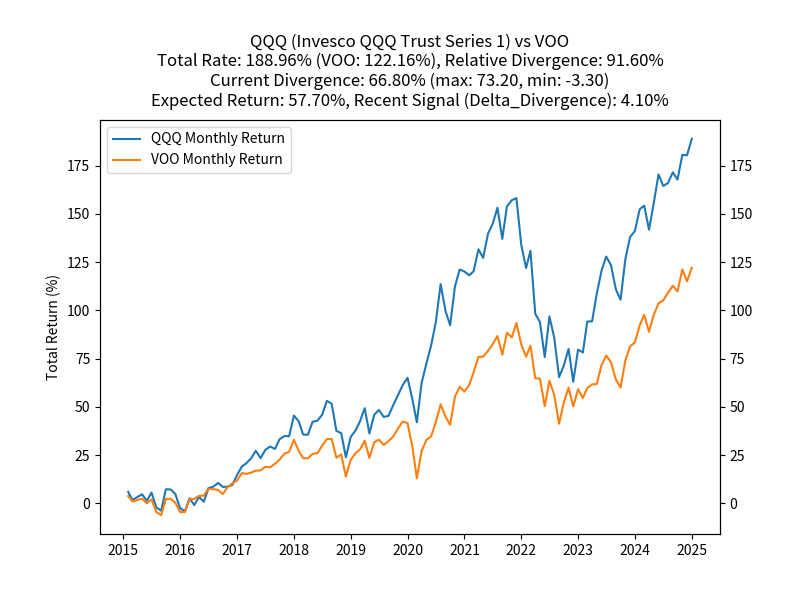 QQQ (Invesco QQQ Trust Series 1) vs VOO
Total Rate: 188.96% (VOO: 122.16%), Relative Divergence: 91.60%
Current Divergence: 66.80% (max: 73.20, min: -3.30)
Expected Return: 57.70%, Recent Signal (Delta_Divergence): 4.10%
QQQ Monthly Return
VOO Monthly Return
Total Return (%)
175 175
150 150
125 125
100 100
75 75
50 50
25 25
0 0
2015 2016 2017 2018 2019 2020 2021 2022 2023 2024 2025